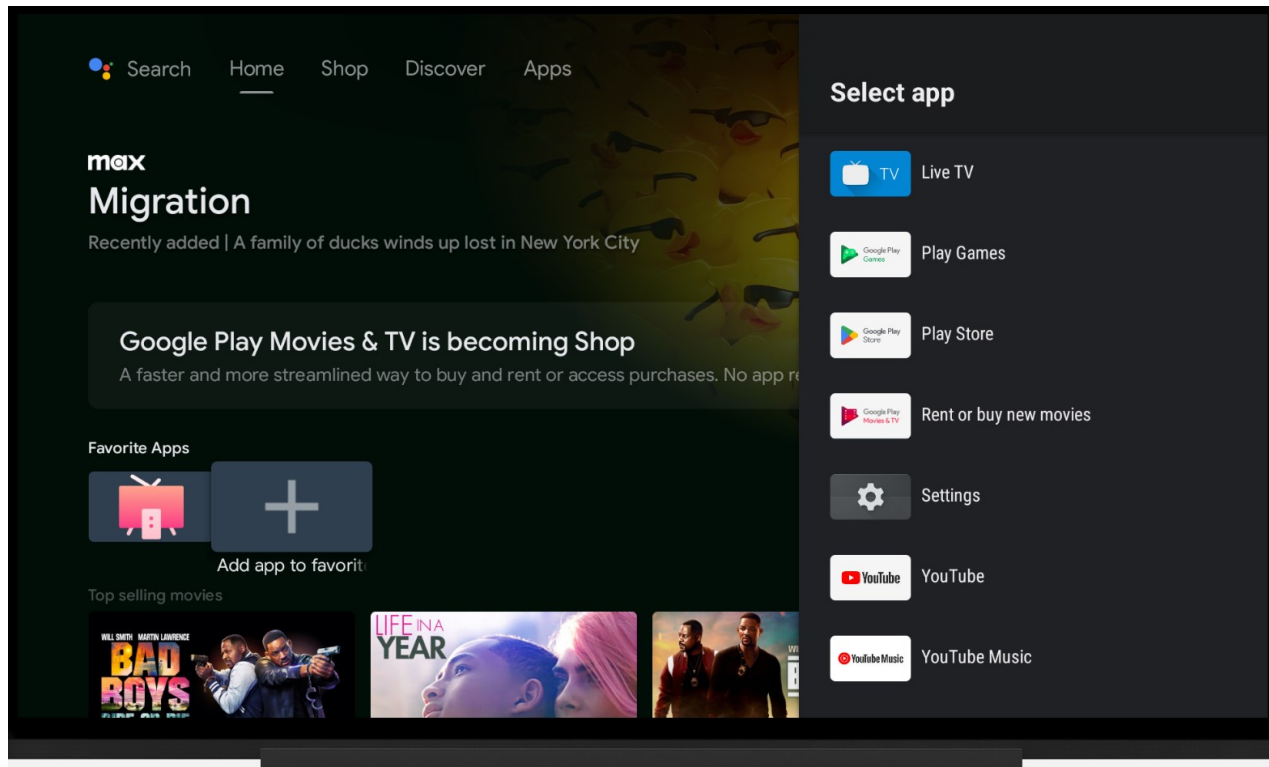 Search Home Shop Discover Apps
max
Migration
Recently added | A family of ducks winds up lost in New York City
Google Play Movies & TV is becoming Shop
A faster and more streamlined way to buy and rent or access purchases. No app re
Favorite Apps
Add app to favorit
Top selling movies
WILL SMITH MARTIN LAWRENCE
BAD
BOYS
RIDE OR DIE
LIFE IN A
YEAR
Select app
TV Live TV
Google Play
Games
Play Games
Google Play
Store
Play Store
Google Play
Movies & TV
Rent or buy new movies
Settings
YouTube YouTube
YouTube Music YouTube Music